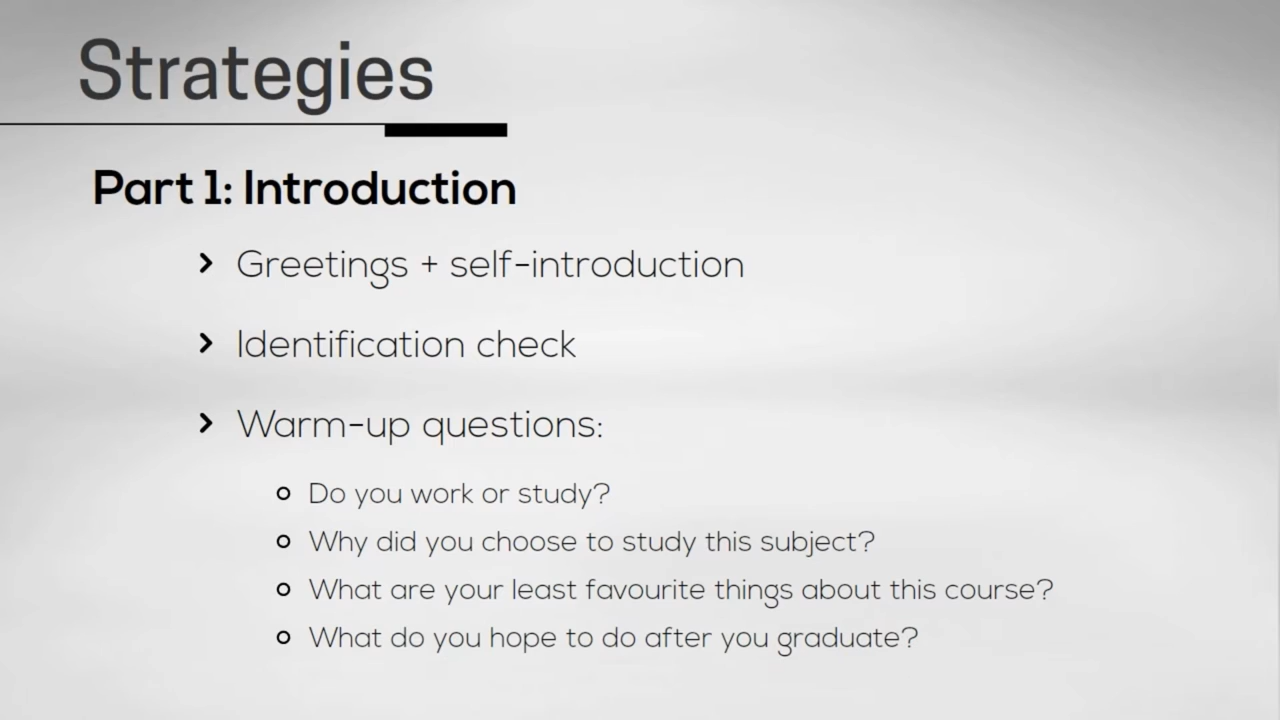 Strategies
Part 1: Introduction
Greetings + self-introduction
Identification check
Warm-up questions:
Do you work or study?
Why did you choose to study this subject?
What are your least favourite things about this course?
What do you hope to do after you graduate?